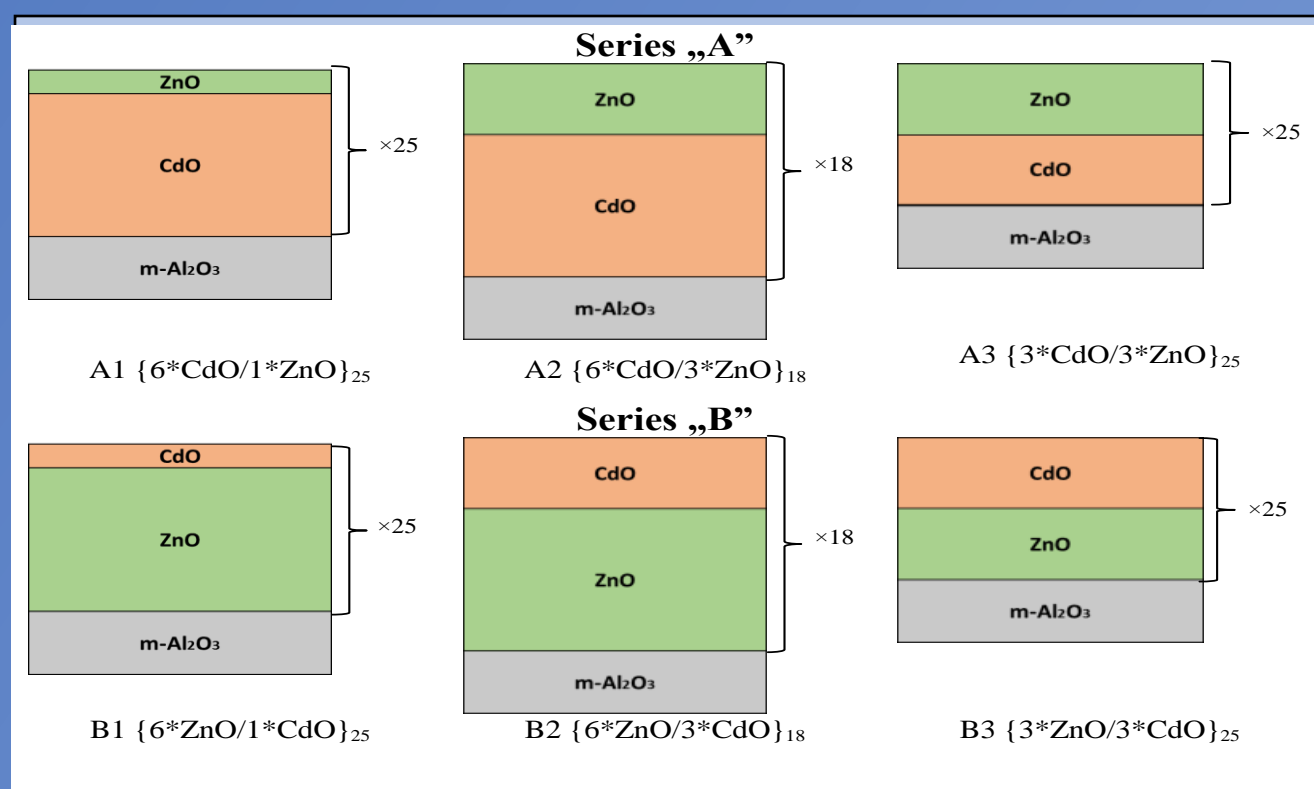 Series „A”
ZnO
CdO
m-Al₂O₃
×25
ZnO
CdO
m-Al₂O₃
×18
ZnO
CdO
m-Al₂O₃
×25
A1 {6*CdO/1*ZnO}₂₅
A2 {6*CdO/3*ZnO}₁₈
A3 {3*CdO/3*ZnO}₂₅
Series „B”
CdO
ZnO
m-Al₂O₃
×25
CdO
ZnO
m-Al₂O₃
×18
CdO
ZnO
m-Al₂O₃
×25
B1 {6*ZnO/1*CdO}₂₅
B2 {6*ZnO/3*CdO}₁₈
B3 {3*ZnO/3*CdO}₂₅